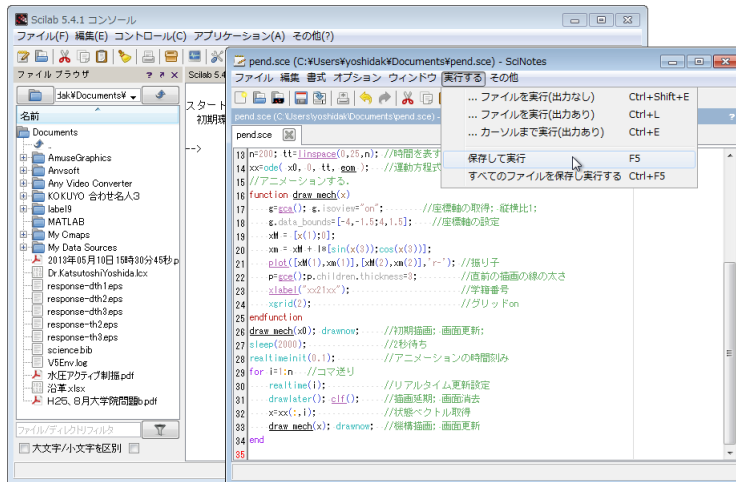 Scilab 5.4.1 コンソール
ファイル(F) 編集(E) コントロール(C) アプリケーション(A) その他(?)
ファイル ブラウザ
Scilab 5.4
dak¥Documents¥
名前
Documents
..
AmuseGraphics
Anvsoft
Any Video Converter
KOKUYO 合わせ名人3
label9
MATLAB
My Cmaps
My Data Sources
2013年05月10日15時30分45秒.p
Dr.KatsutoshiYoshida.lcx
response-dth1.eps
response-dth2.eps
response-dth3.eps
response-th2.eps
response-th3.eps
science.bib
V5Env.log
水圧アクティブ制振.pdf
沿革.xlsx
H25、8月大学院問題b.pdf
ファイル/ディレクトリフィルタ
大文字/小文字を区別
スタート
初期環
-->
pend.sce (C:¥Users¥yoshidak¥Documents¥pend.sce) - SciNotes
ファイル 編集 書式 オプション ウィンドウ 実行する その他
pend.sce (C:¥Users¥yoshidak¥Documents¥pend.sce) -
pend.sce
... ファイルを実行(出力なし) Ctrl+Shift+E
... ファイルを実行(出力あり) Ctrl+L
... カーソルまで実行(出力あり) Ctrl+E
保存して実行 F5
すべてのファイルを保存し実行する Ctrl+F5
13 n=200; tt=linspace(0,25,n); //時間を表す
14 xx=ode( x0, 0, tt, eom ); //運動方程式
15 //アニメーションする.
16 function draw_mech(x)
17 g=gca(); g.isoview="on"; //座標軸の取得; 縦横比1:
18 g.data_bounds=[-4,-1.5;4,1.5]; //座標軸の設定
19 xM = [x(1);0];
20 xm = xM + l*[sin(x(3));cos(x(3))];
21 plot([xM(1),xm(1)],[xM(2),xm(2)],'r-'); //振り子
22 p=gce();p.children.thickness=3; //直前の描画の線の太さ
23 xlabel("xx21xx"); //学籍番号
24 xgrid(2); //グリッドon
25 endfunction
26 draw_mech(x0); drawnow; //初期描画; 画面更新;
27 sleep(2000); //2秒待ち
28 realtimeinit(0.1); //アニメーションの時間刻み
29 for i=1:n //コマ送り
30 realtime(i); //リアルタイム更新設定
31 drawlater(); clf(); //描画延期; 画面消去
32 x=xx(:,i); //状態ベクトル取得
33 draw_mech(x); drawnow; //機構描画; 画面更新
34 end
35